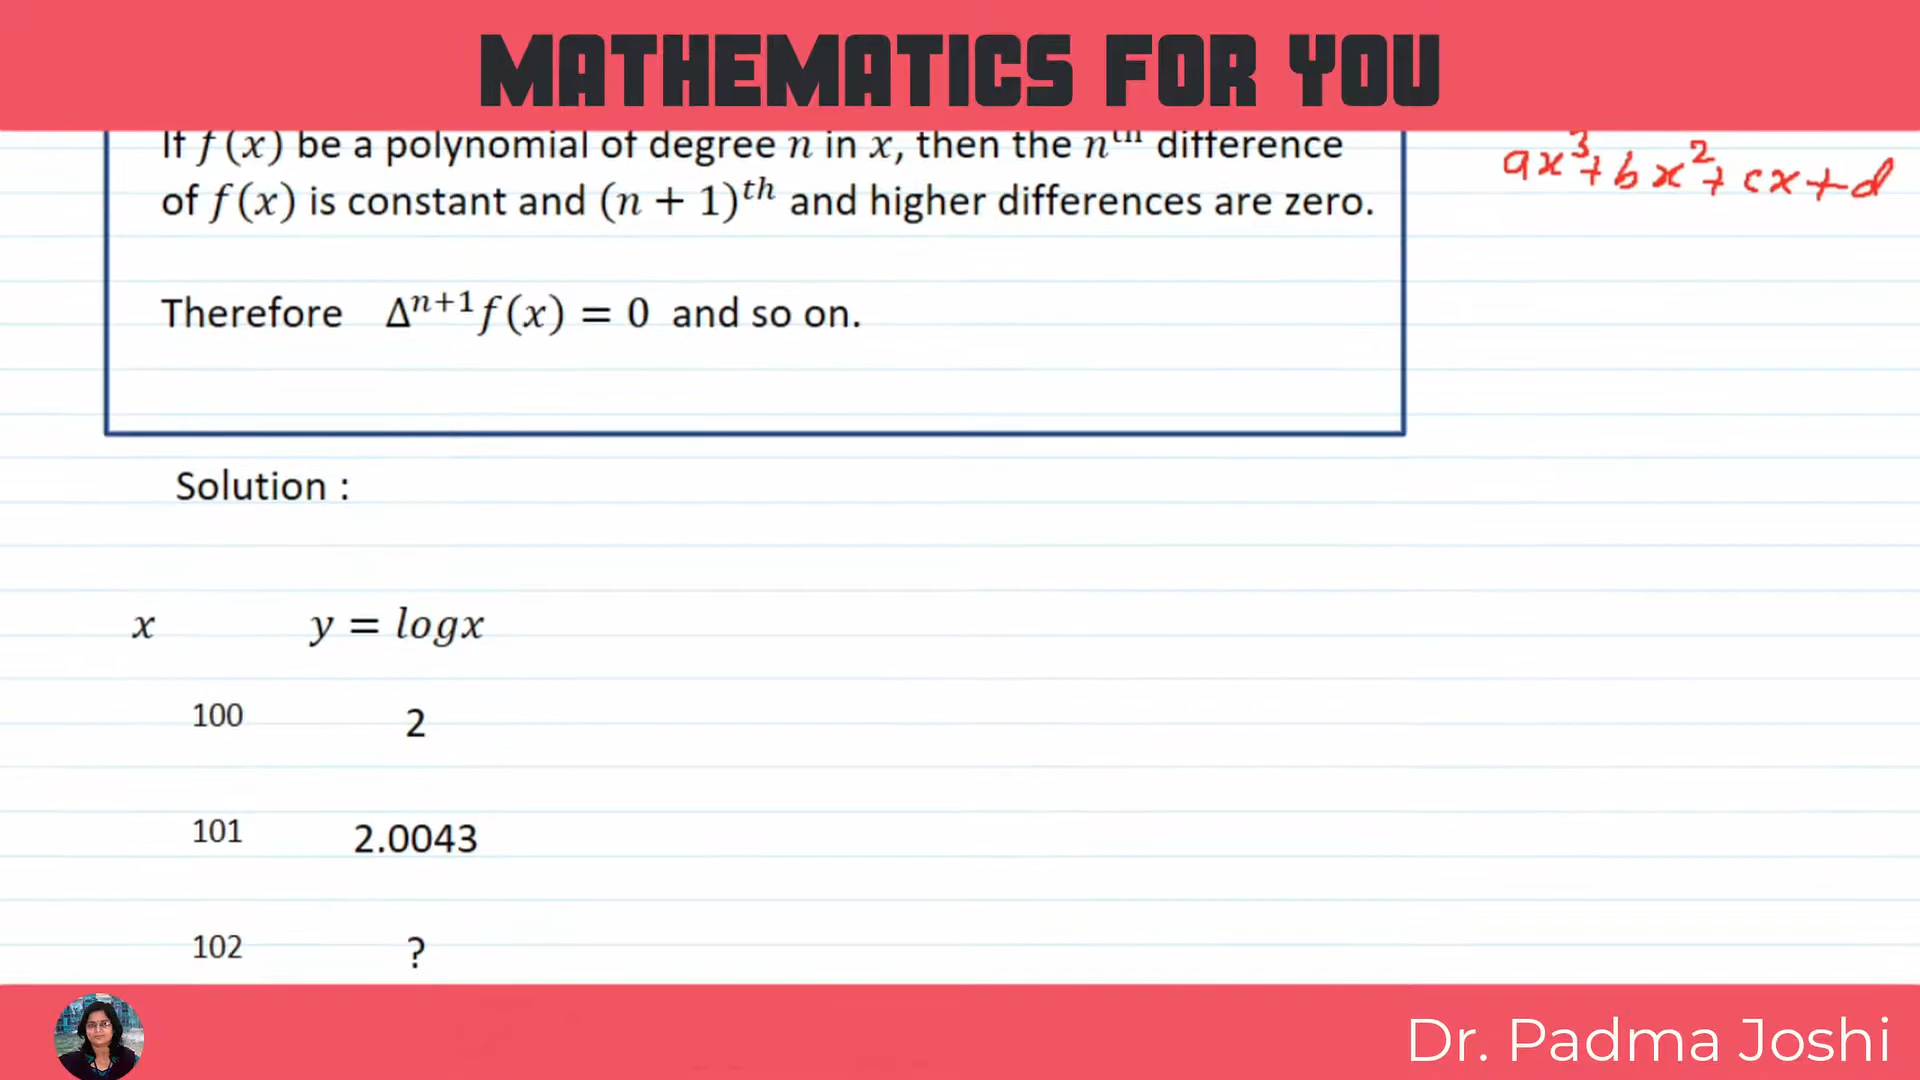 MATHEMATICS FOR YOU
If f(x) be a polynomial of degree n in x, then the nᵗʰ difference
of f(x) is constant and (n + 1)ᵗʰ and higher differences are zero.
ax³+bx²+cx+d
Therefore Δⁿ⁺¹f(x) = 0 and so on.
Solution :
x y = logx
100 2
101 2.0043
102 ?
Dr. Padma Joshi